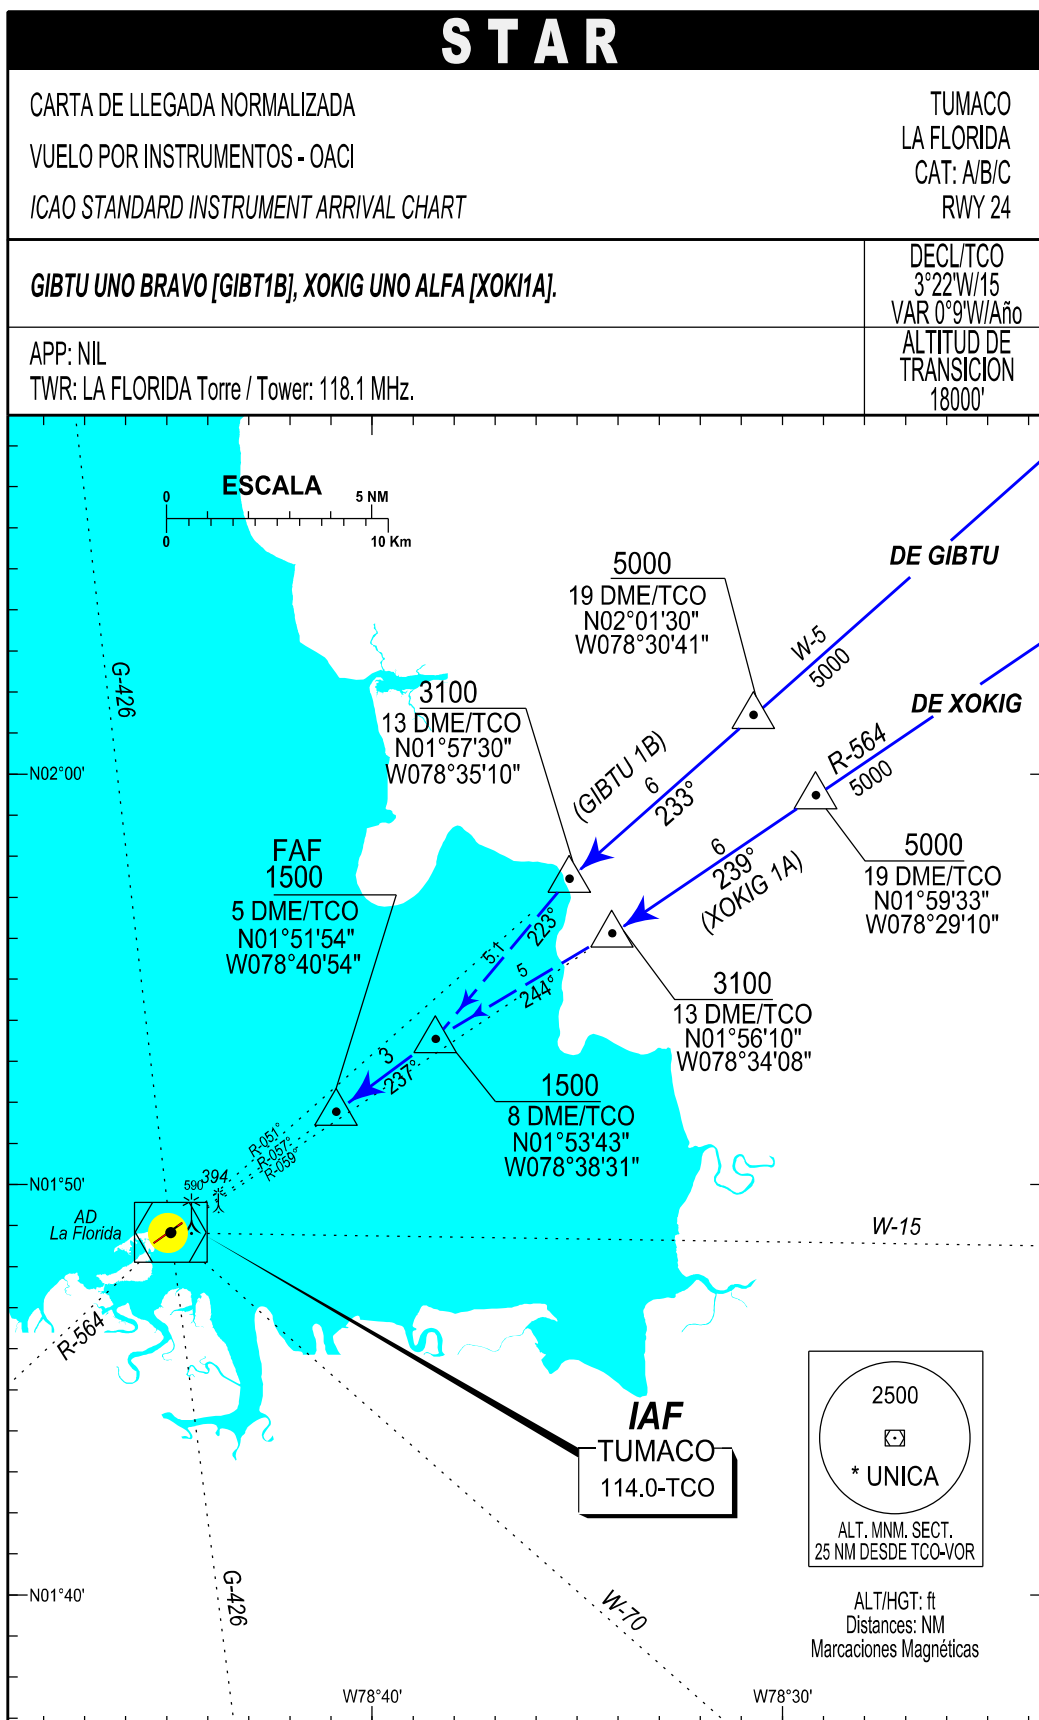 STAR
CARTA DE LLEGADA NORMALIZADA
VUELO POR INSTRUMENTOS - OACI
ICAO STANDARD INSTRUMENT ARRIVAL CHART
TUMACO
LA FLORIDA
CAT: A/B/C
RWY 24
GIBTU UNO BRAVO [GIBT1B], XOKIG UNO ALFA [XOKI1A].
DECL/TCO
3°22'W/15
VAR 0°9'W/Año
APP: NIL
TWR: LA FLORIDA Torre / Tower: 118.1 MHz.
ALTITUD DE
TRANSICION
18000'
ESCALA
0 5 NM
0 10 Km
DE GIBTU
5000
19 DME/TCO
N02°01'30"
W078°30'41"
W-5
5000
G-426
3100
13 DME/TCO
N01°57'30"
W078°35'10"
DE XOKIG
R-564
5000
(GIBTU 1B)
6
233°
N02°00'
6
239°
(XOKIG 1A)
5000
19 DME/TCO
N01°59'33"
W078°29'10"
FAF
1500
5 DME/TCO
N01°51'54"
W078°40'54"
5.1
223°
5
244°
3100
13 DME/TCO
N01°56'10"
W078°34'08"
3
237°
1500
8 DME/TCO
N01°53'43"
W078°38'31"
R-051°
R-057°
R-059°
394
590
N01°50'
AD
La Florida
W-15
R-564
IAF
TUMACO
114.0-TCO
2500
* UNICA
ALT. MNM. SECT.
25 NM DESDE TCO-VOR
N01°40'
G-426
W-70
ALT/HGT: ft
Distances: NM
Marcaciones Magnéticas
W78°40'
W78°30'